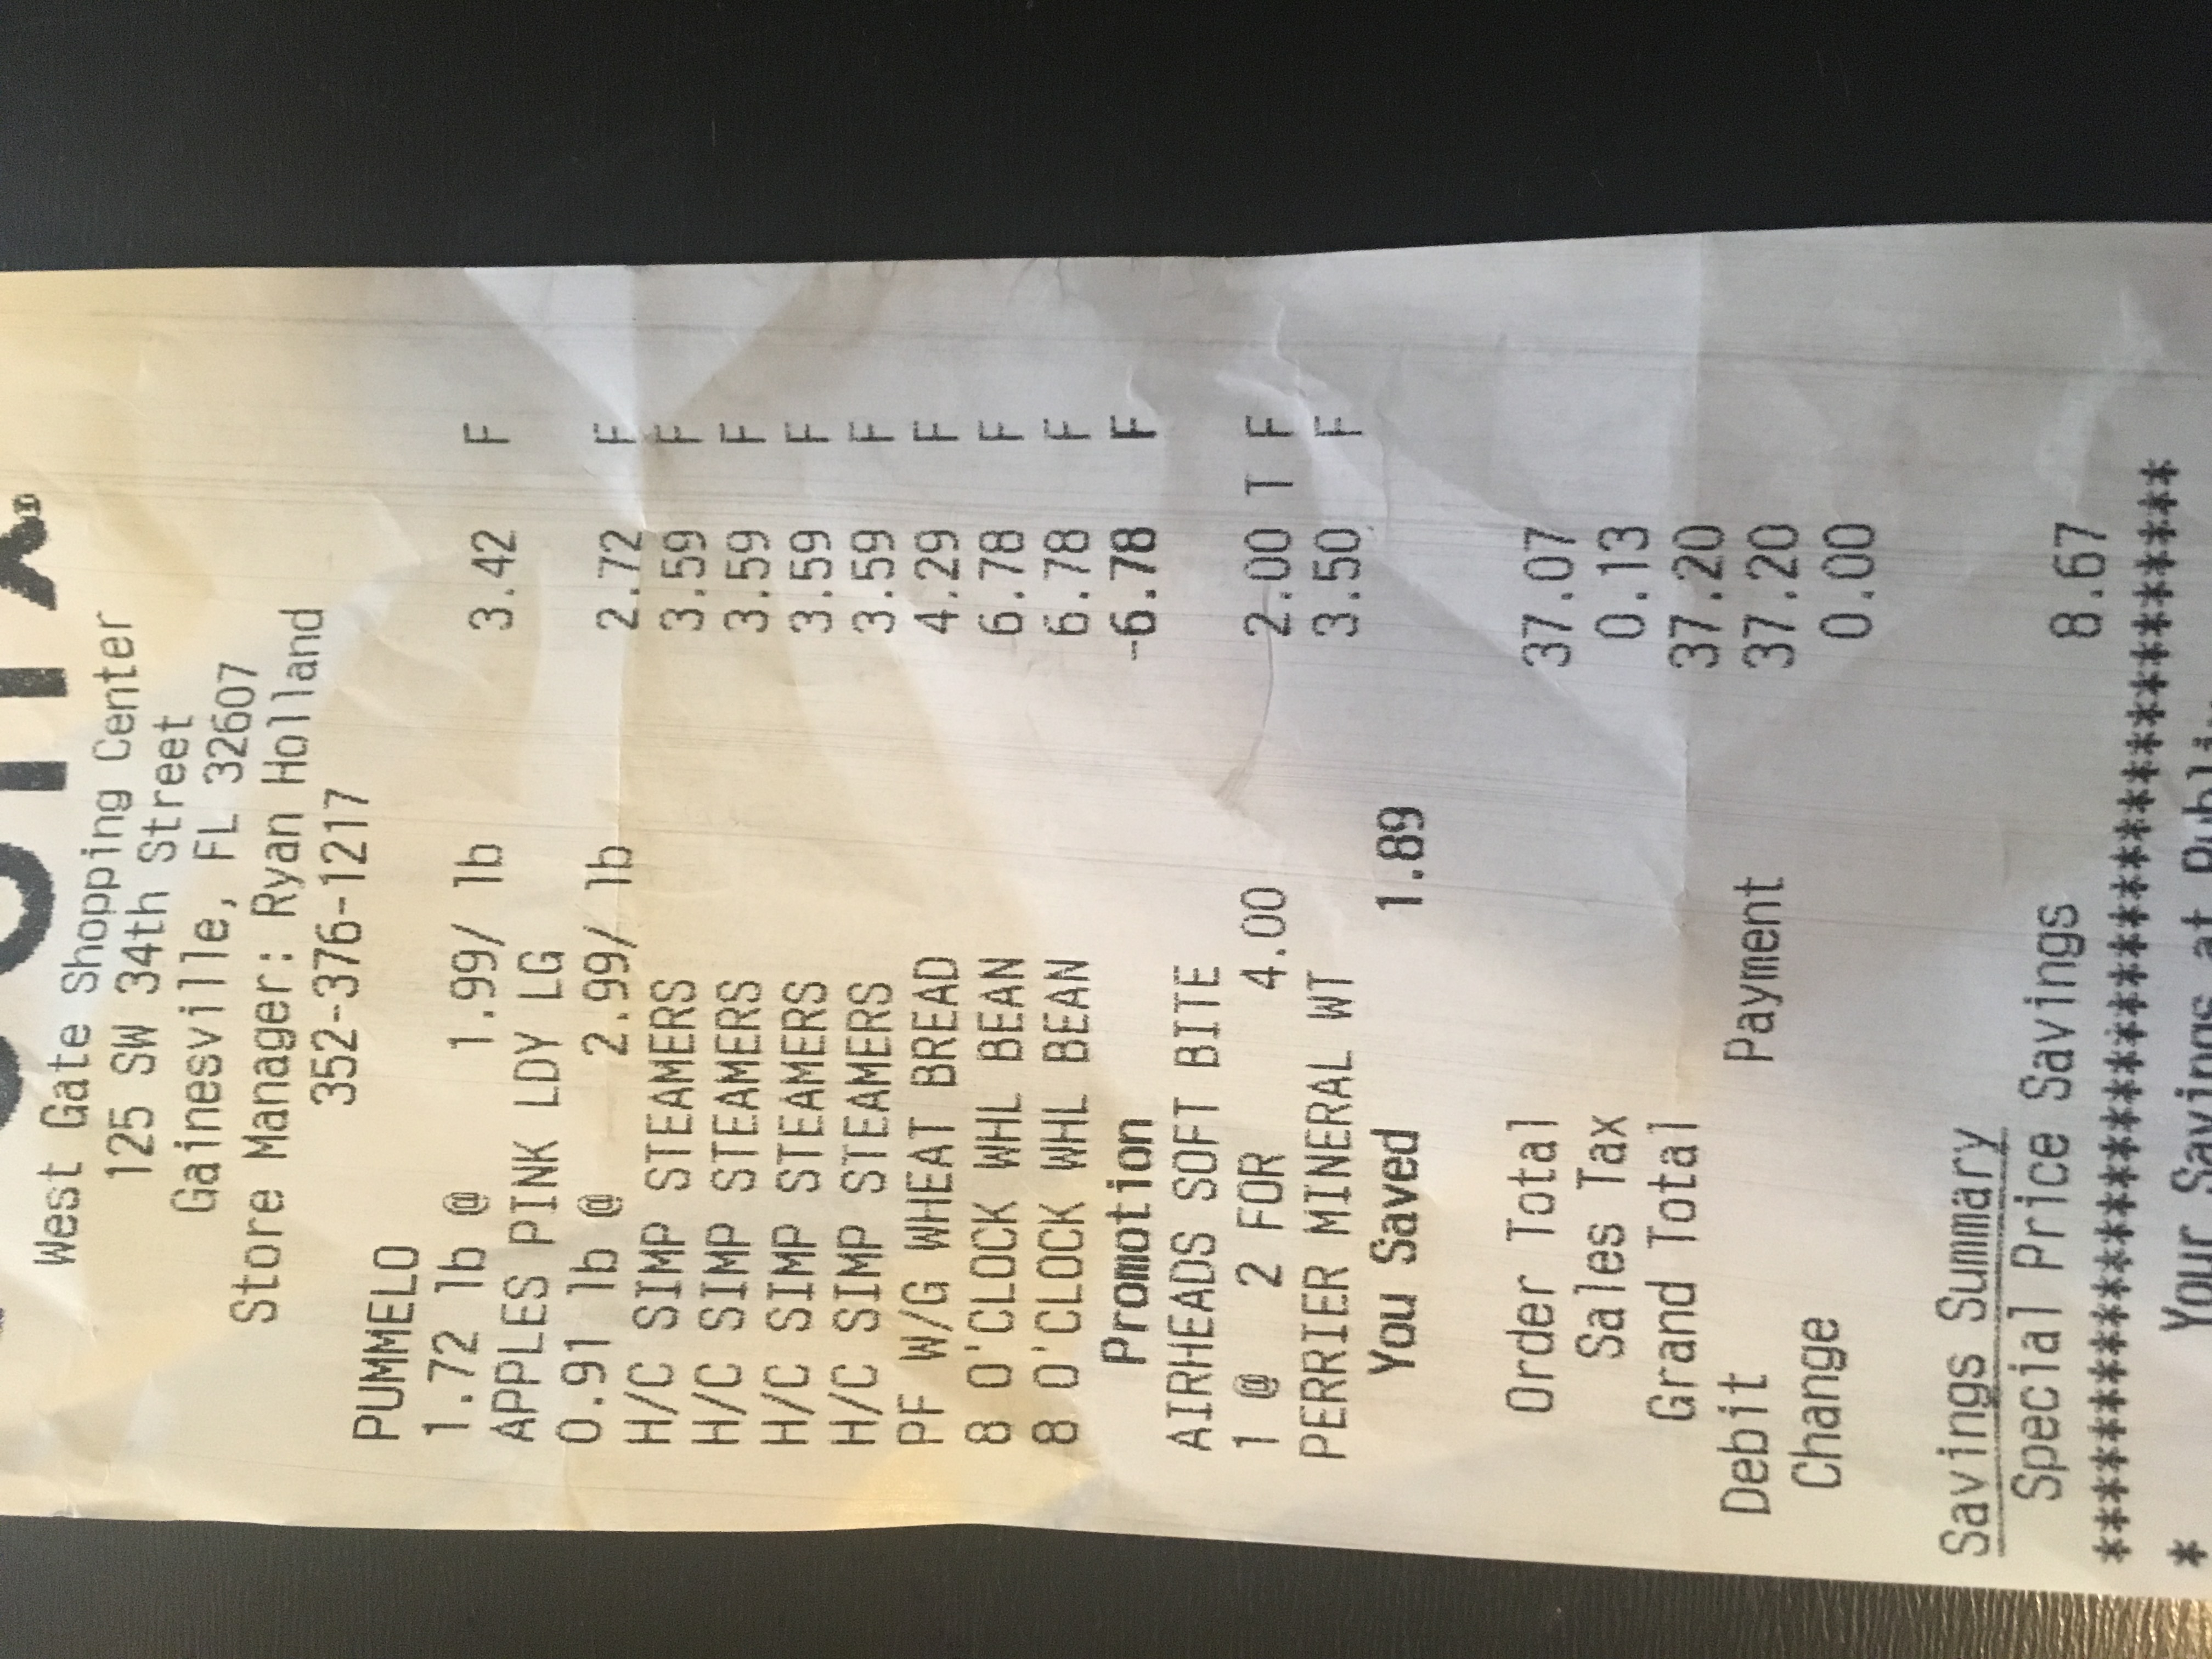 West Gate Shopping Center
125 SW 34th Street
Gainesville, FL 32607
Store Manager: Ryan Holland
352-376-1217
PUMMELO
1.72 lb @ 1.99/ lb 3.42 F
APPLES PINK LDY LG
0.91 lb @ 2.99/ lb 2.72 F
H/C SIMP STEAMERS 3.59 F
H/C SIMP STEAMERS 3.59 F
H/C SIMP STEAMERS 3.59 F
H/C SIMP STEAMERS 3.59 F
PF W/G WHEAT BREAD 4.29 F
8 O'CLOCK WHL BEAN 6.78 F
8 O'CLOCK WHL BEAN 6.78 F
Promotion -6.78 F
AIRHEADS SOFT BITE
1 @ 2 FOR 4.00 2.00 T F
PERRIER MINERAL WT 3.50 F
You Saved 1.89
Order Total 37.07
Sales Tax 0.13
Grand Total 37.20
Debit Payment 37.20
Change 0.00
Savings Summary
Special Price Savings 8.67
**************************************
* Your Savings at Publix